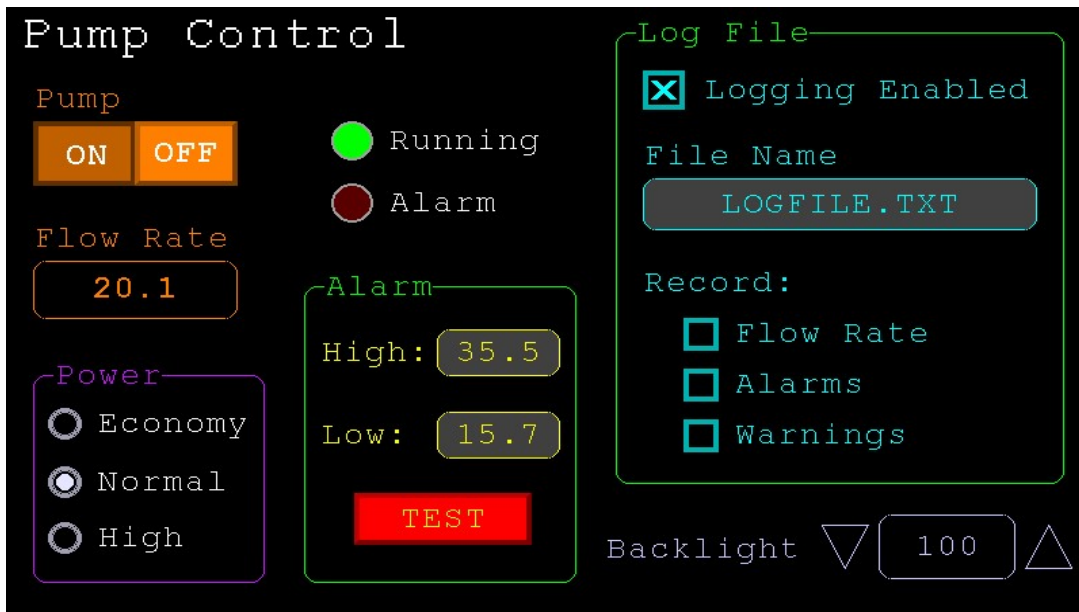 Pump Control
Pump
ON OFF
Running
Alarm
Flow Rate
20.1
Power
Economy
Normal
High
Alarm
High: 35.5
Low: 15.7
TEST
Log File
Logging Enabled
File Name
LOGFILE.TXT
Record:
Flow Rate
Alarms
Warnings
Backlight 100